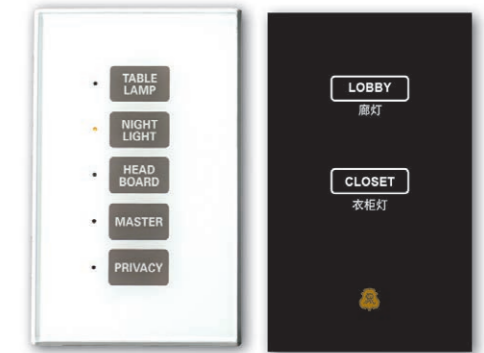 TABLE
LAMP
NIGHT
LIGHT
HEAD
BOARD
MASTER
PRIVACY
LOBBY
廊灯
CLOSET
衣柜灯